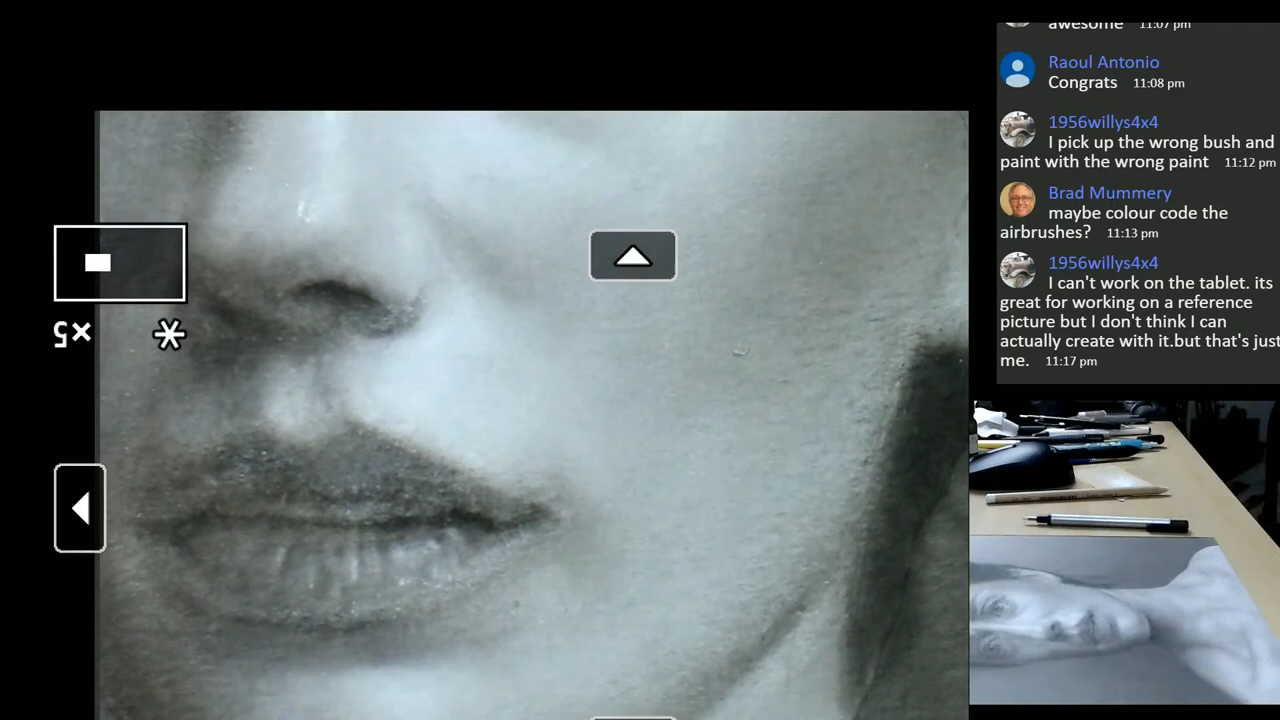 awesome 11:07 pm
Raoul Antonio
Congrats 11:08 pm
1956willys4x4
I pick up the wrong bush and
paint with the wrong paint 11:12 pm
Brad Mummery
maybe colour code the
airbrushes? 11:13 pm
1956willys4x4
I can't work on the tablet. its
great for working on a reference
picture but I don't think I can
actually create with it.but that's just
me. 11:17 pm
5×